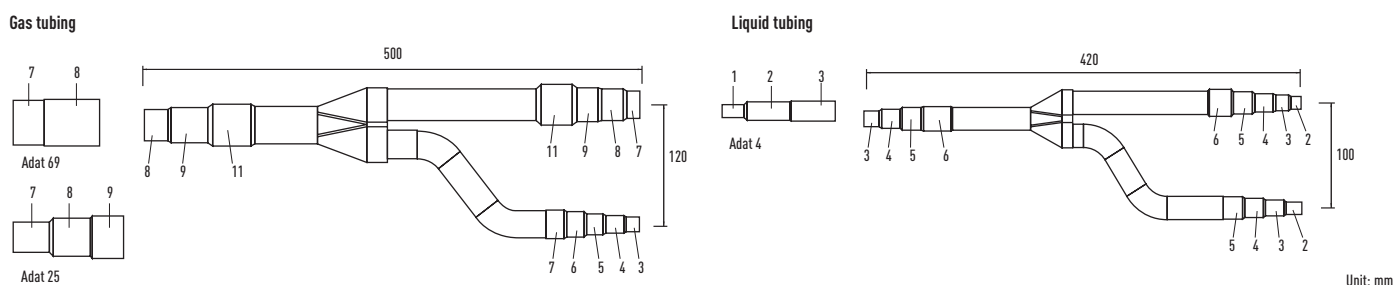 Gas tubing
500
7 8
Adat 69
8 9 11
11 9 8 7
120
7 8 9
Adat 25
7 6 5 4 3
Liquid tubing
420
1 2 3
Adat 4
3 4 5 6
6 5 4 3 2
100
5 4 3 2
Unit: mm